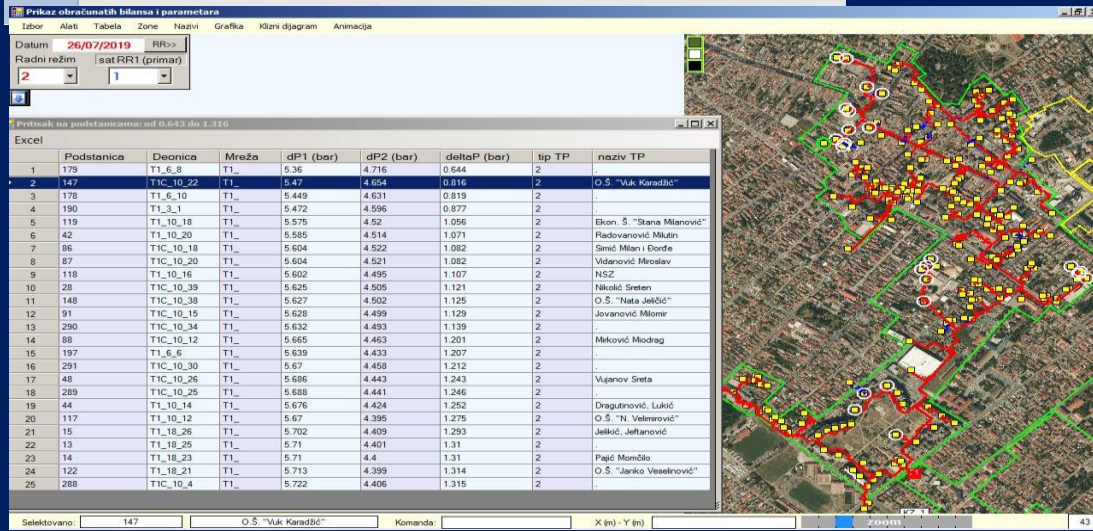 Prikaz obračunatih bilansa i parametara
Izbor Alati Tabela Zone Nazivi Grafika Klizni dijagram Animacija
Datum 26/07/2019 RR>>
Radni režim sat RR1 (primar)
2 1
Pritisak na podstanicama: od 0.643 do 1.316
Excel
Podstanica Deonica Mreža dP1 (bar) dP2 (bar) deltaP (bar) tip TP naziv TP
1 179 T1_6_8 T1_ 5.36 4.716 0.644 2 .
2 147 T1C_10_22 T1_ 5.47 4.654 0.816 2 O.Š. "Vuk Karadžić"
3 178 T1_6_10 T1_ 5.449 4.631 0.819 2 .
4 190 T1_3_1 T1_ 5.472 4.596 0.877 2 .
5 119 T1_10_18 T1_ 5.575 4.52 1.056 2 Ekon. Š. "Stana Milanović"
6 42 T1_10_20 T1_ 5.585 4.514 1.071 2 Radovanović Milutin
7 86 T1C_10_18 T1_ 5.604 4.522 1.082 2 Simić Milan i Đorđe
8 87 T1C_10_20 T1_ 5.604 4.521 1.082 2 Vidanović Miroslav
9 118 T1_10_16 T1_ 5.602 4.495 1.107 2 NSZ
10 28 T1C_10_39 T1_ 5.625 4.505 1.121 2 Nikolić Sreten
11 148 T1C_10_38 T1_ 5.627 4.502 1.125 2 O.Š. "Nata Jeličić"
12 91 T1C_10_15 T1_ 5.628 4.499 1.129 2 Jovanović Milomir
13 290 T1C_10_34 T1_ 5.632 4.493 1.139 2 .
14 88 T1C_10_12 T1_ 5.665 4.463 1.201 2 Mirković Miodrag
15 197 T1_6_6 T1_ 5.639 4.433 1.207 2 .
16 291 T1C_10_30 T1_ 5.67 4.458 1.212 2 .
17 48 T1C_10_26 T1_ 5.686 4.443 1.243 2 Vujanov Sreta
18 289 T1C_10_25 T1_ 5.688 4.441 1.246 2 .
19 44 T1_10_14 T1_ 5.676 4.424 1.252 2 Dragutinović, Lukić
20 117 T1_10_12 T1_ 5.67 4.395 1.275 2 O.Š. "N. Velimirović"
21 15 T1_18_26 T1_ 5.702 4.409 1.293 2 Jelikić, Jeftanović
22 13 T1_18_25 T1_ 5.71 4.401 1.31 2 .
23 14 T1_18_23 T1_ 5.71 4.4 1.31 2 Pajić Momčilo
24 122 T1_18_21 T1_ 5.713 4.399 1.314 2 O.Š. "Janko Veselinović"
25 288 T1C_10_4 T1_ 5.722 4.406 1.315 2 .
KZ_1
Selektovano: 147 O.Š. "Vuk Karadžić" Komanda: X (m) - Y (m) zoom 43